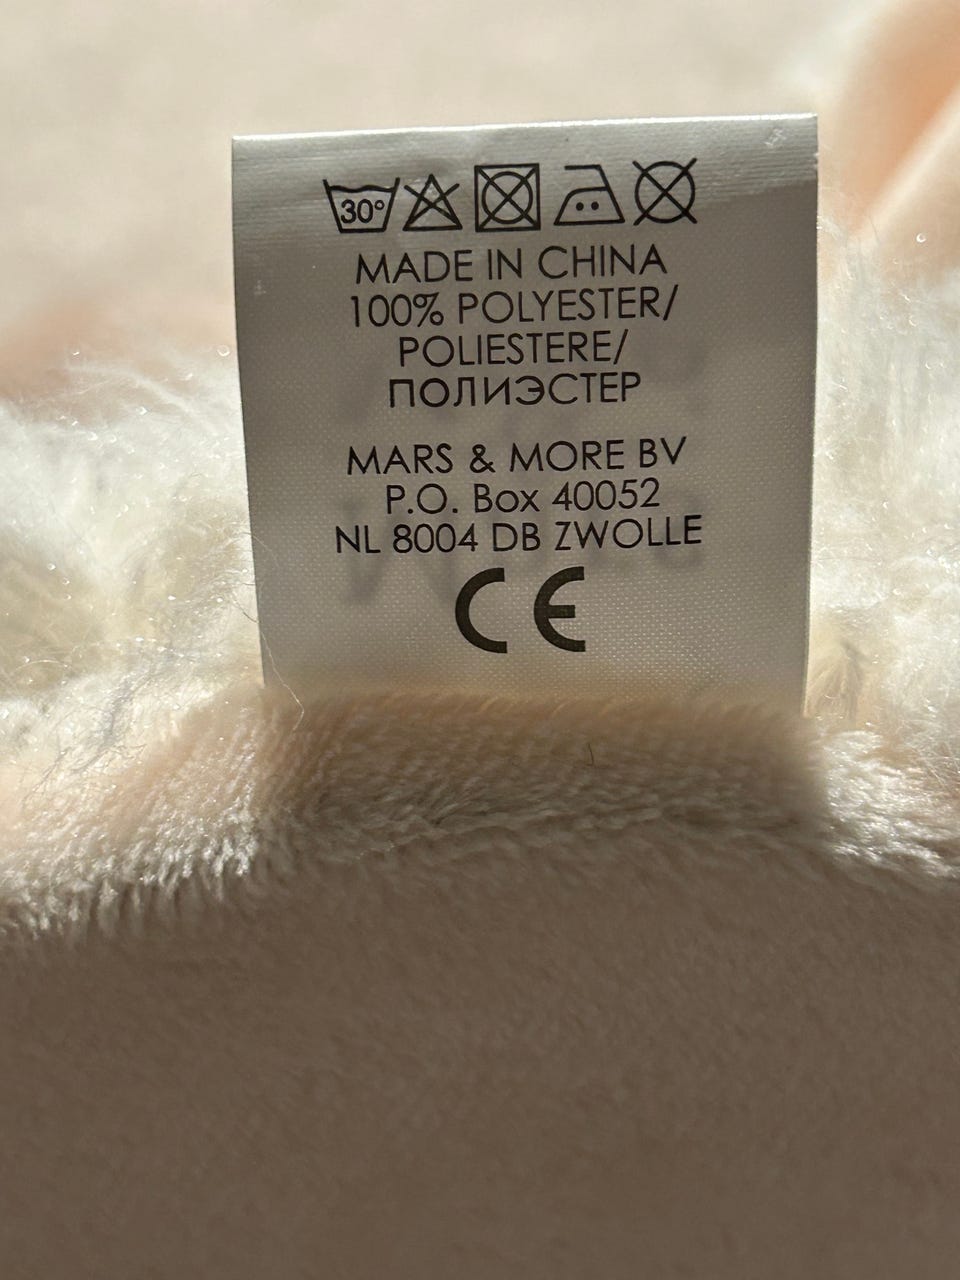 30°
MADE IN CHINA
100% POLYESTER/
POLIESTERE/
ПОЛИЭСТЕР
MARS & MORE BV
P.O. Box 40052
NL 8004 DB ZWOLLE
CE